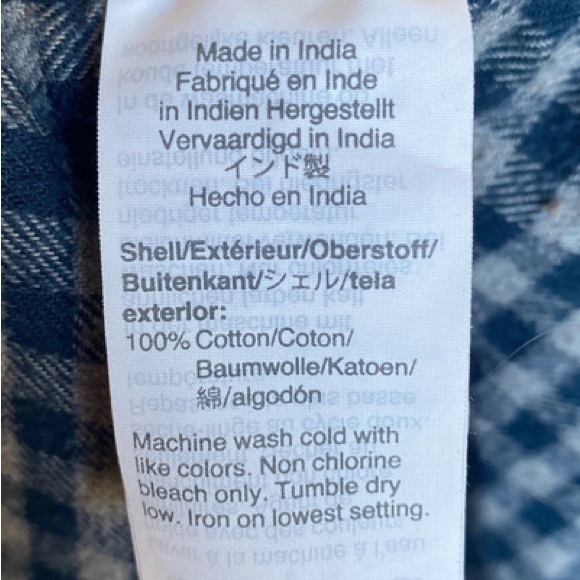 Made in India
Fabriqué en Inde
in Indien Hergestellt
Vervaardigd in India
インド製
Hecho en India
Shell/Extérieur/Oberstoff/
Buitenkant/シェル/tela
exterior:
100% Cotton/Coton/
Baumwolle/Katoen/
綿/algodón
Machine wash cold with
like colors. Non chlorine
bleach only. Tumble dry
low. Iron on lowest setting.